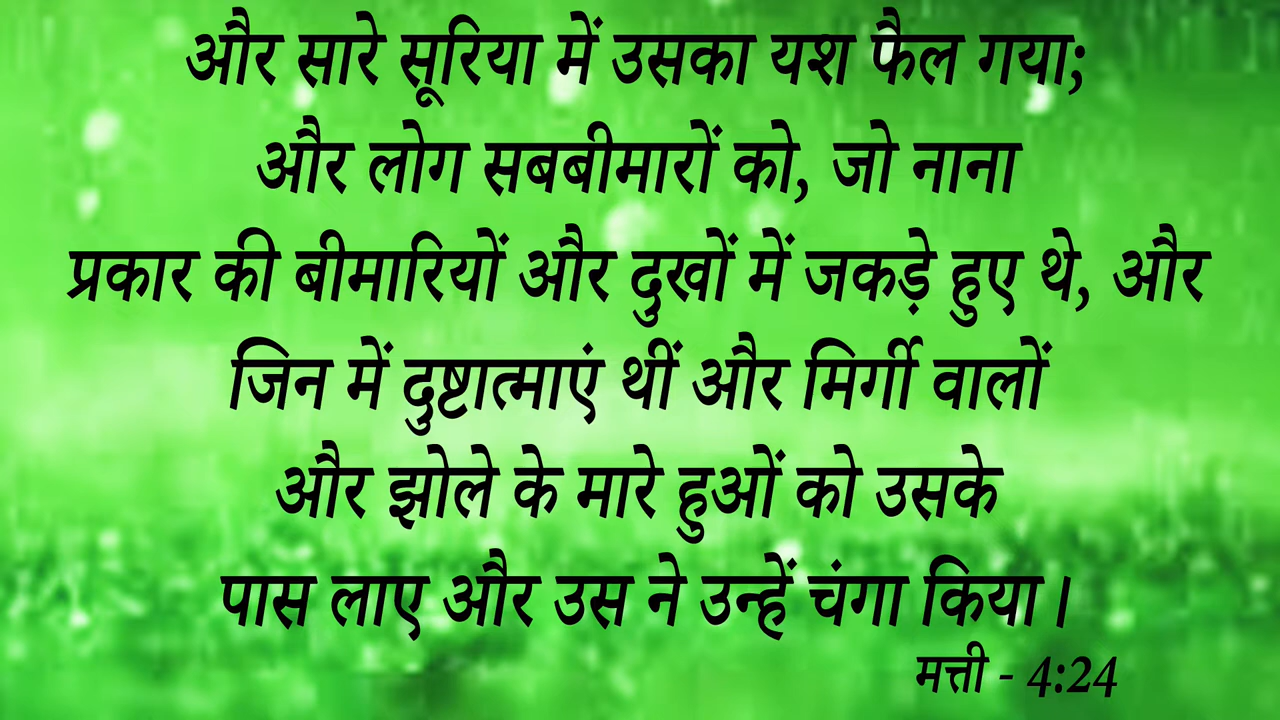 और सारे सूरिया में उसका यश फैल गया;
और लोग सबबीमारों को, जो नाना
प्रकार की बीमारियों और दुखों में जकड़े हुए थे, और
जिन में दुष्टात्माएं थीं और मिर्गी वालों
और झोले के मारे हुओं को उसके
पास लाए और उस ने उन्हें चंगा किया।
मत्ती - 4:24